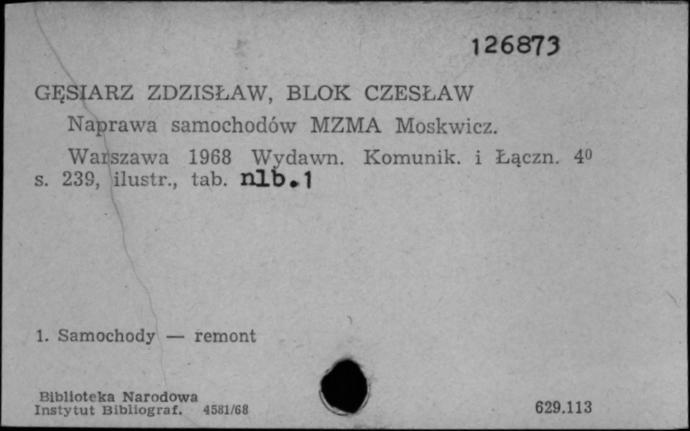 126873
GĘSIARZ ZDZISŁAW, BLOK CZESŁAW
Naprawa samochodów MZMA Moskwicz.
Warszawa 1968 Wydawn. Komunik. i Łączn. 4⁰
s. 239, ilustr., tab. nlb. 1
1. Samochody — remont
Biblioteka Narodowa
Instytut Bibliograf. 4581/68
629.113